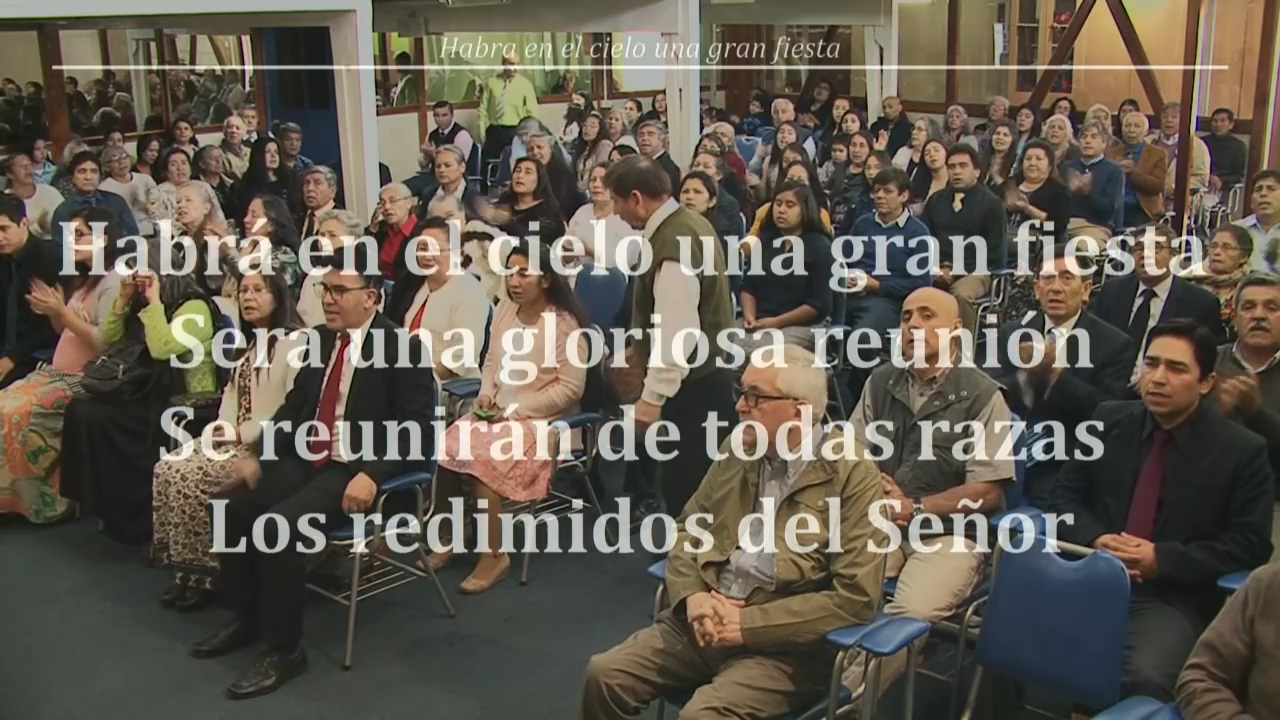 Habra en el cielo una gran fiesta
Habrá en el cielo una gran fiesta
Sera una gloriosa reunión
Se reunirán de todas razas
Los redimidos del Señor